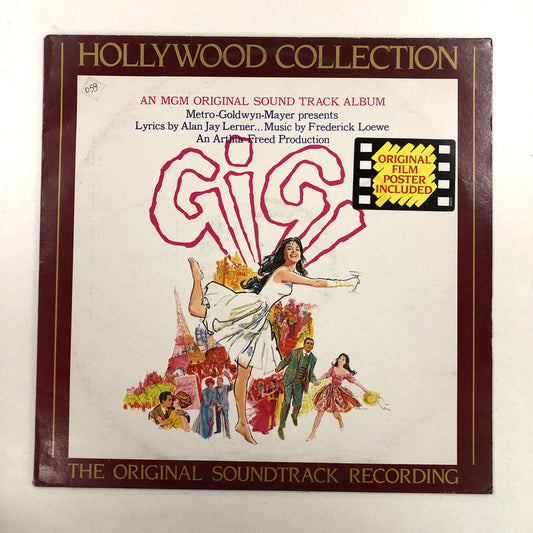 HOLLYWOOD COLLECTION
058
AN MGM ORIGINAL SOUND TRACK ALBUM
Metro-Goldwyn-Mayer presents
Lyrics by Alan Jay Lerner...Music by Frederick Loewe
An Arthur Freed Production
ORIGINAL
FILM
POSTER
INCLUDED
GiGi
THE ORIGINAL SOUNDTRACK RECORDING